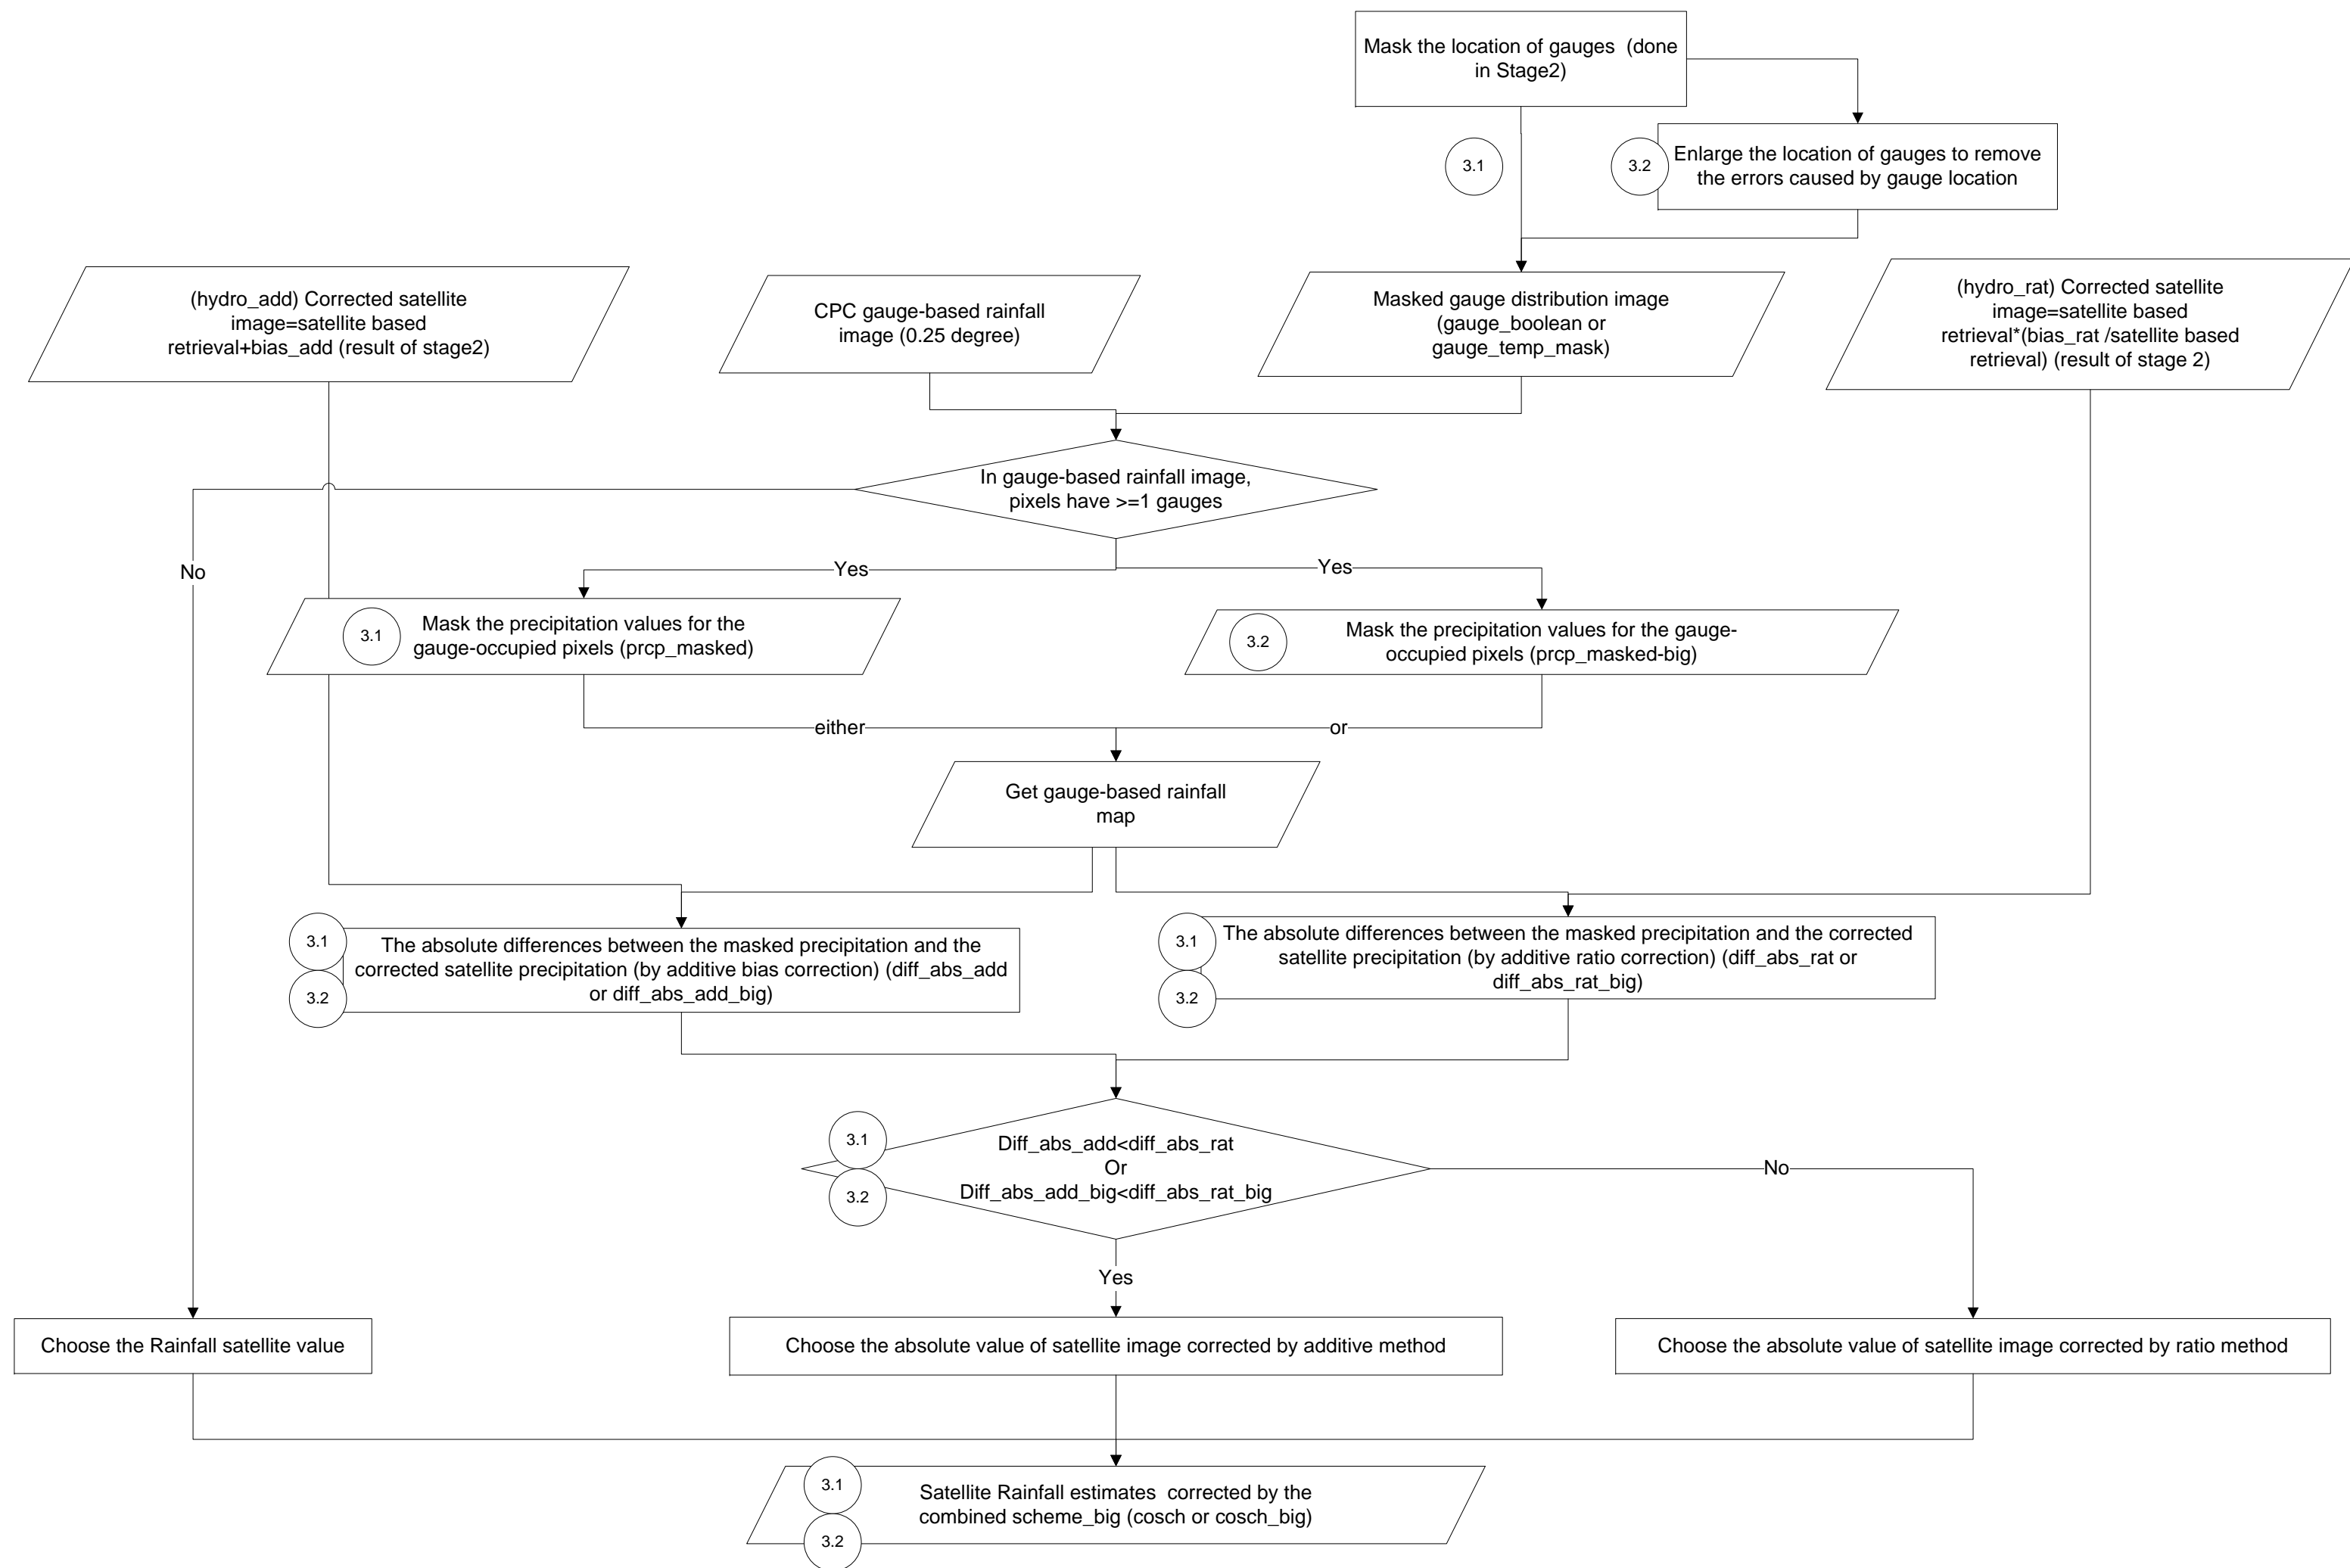 Mask the location of gauges  (done
in Stage2)
3.1
3.2
Enlarge the location of gauges to remove
the errors caused by gauge location
(hydro_add) Corrected satellite
image=satellite based
retrieval+bias_add (result of stage2)
CPC gauge-based rainfall
image (0.25 degree)
Masked gauge distribution image
(gauge_boolean or
gauge_temp_mask)
(hydro_rat) Corrected satellite
image=satellite based
retrieval*(bias_rat /satellite based
retrieval) (result of stage 2)
In gauge-based rainfall image,
pixels have >=1 gauges
No
Yes
Yes
3.1
Mask the precipitation values for the
gauge-occupied pixels (prcp_masked)
3.2
Mask the precipitation values for the gauge-
occupied pixels (prcp_masked-big)
either
or
Get gauge-based rainfall
map
3.1
3.2
The absolute differences between the masked precipitation and the
corrected satellite precipitation (by additive bias correction) (diff_abs_add
or diff_abs_add_big)
3.1
3.2
The absolute differences between the masked precipitation and the corrected
satellite precipitation (by additive ratio correction) (diff_abs_rat or
diff_abs_rat_big)
3.1
3.2
Diff_abs_add<diff_abs_rat
Or
Diff_abs_add_big<diff_abs_rat_big
No
Yes
Choose the Rainfall satellite value
Choose the absolute value of satellite image corrected by additive method
Choose the absolute value of satellite image corrected by ratio method
3.1
3.2
Satellite Rainfall estimates  corrected by the
combined scheme_big (cosch or cosch_big)